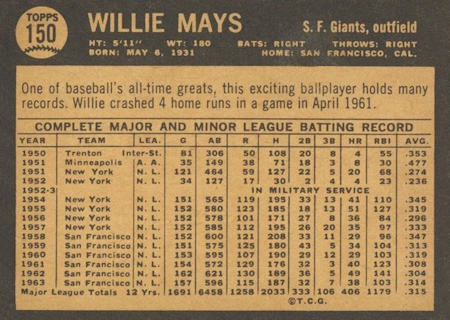 TOPPS
150
WILLIE MAYS
S. F. Giants, outfield
HT: 5'11" WT: 180 BATS: RIGHT THROWS: RIGHT
BORN: MAY 6, 1931 HOME: SAN FRANCISCO, CAL.
One of baseball's all-time greats, this exciting ballplayer holds many
records. Willie crashed 4 home runs in a game in April 1961.
COMPLETE MAJOR AND MINOR LEAGUE BATTING RECORD
YEAR TEAM LEA. G AB R H 2B 3B HR RBI AVG.
1950 Trenton Inter-St. 81 306 50 108 20 8 4 55 .353
1951 Minneapolis A. A. 35 149 38 71 18 3 8 30 .477
1951 New York N. L. 121 464 59 127 22 5 20 68 .274
1952 New York N. L. 34 127 17 30 2 4 4 23 .236
1952-3 IN MILITARY SERVICE
1954 New York N. L. 151 565 119 195 33 13 41 110 .345
1955 New York N. L. 152 580 123 185 18 13 51 127 .319
1956 New York N. L. 152 578 101 171 27 8 36 84 .296
1957 New York N. L. 152 585 112 195 26 20 35 97 .333
1958 San Francisco N. L. 152 600 121 208 33 11 29 96 .347
1959 San Francisco N. L. 151 575 125 180 43 5 34 104 .313
1960 San Francisco N. L. 153 595 107 190 29 12 29 103 .319
1961 San Francisco N. L. 154 572 129 176 32 3 40 123 .308
1962 San Francisco N. L. 162 621 130 189 36 5 49 141 .304
1963 San Francisco N. L. 157 596 115 187 32 7 38 103 .314
Major League Totals 12 Yrs. 1691 6458 1258 2033 333 106 406 1179 .315
©T.C.G.